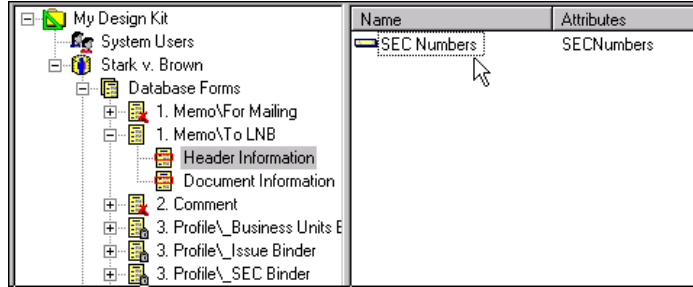 My Design Kit
System Users
Stark v. Brown
Database Forms
1. Memo\For Mailing
1. Memo\To LNB
Header Information
Document Information
2. Comment
3. Profile\_Business Units
3. Profile\_Issue Binder
3. Profile\_SEC Binder
Name Attributes
SEC Numbers SECNumbers